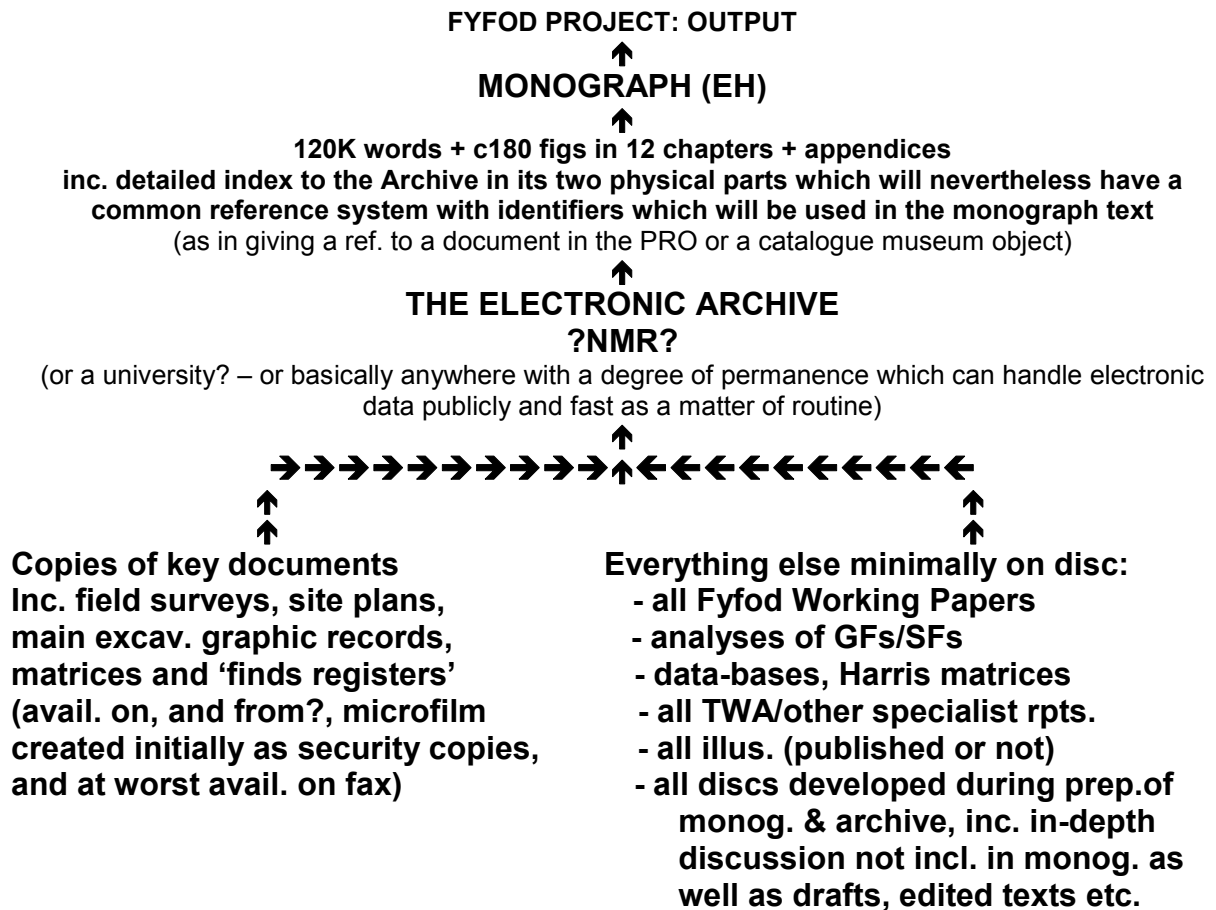 FYFOD PROJECT: OUTPUT
MONOGRAPH (EH)
120K words + c180 figs in 12 chapters + appendices
inc. detailed index to the Archive in its two physical parts which will nevertheless have a
common reference system with identifiers which will be used in the monograph text
(as in giving a ref. to a document in the PRO or a catalogue museum object)
THE ELECTRONIC ARCHIVE
?NMR?
(or a university? – or basically anywhere with a degree of permanence which can handle electronic
data publicly and fast as a matter of routine)
Copies of key documents
Inc. field surveys, site plans,
main excav. graphic records,
matrices and ‘finds registers’
(avail. on, and from?, microfilm
created initially as security copies,
and at worst avail. on fax)
Everything else minimally on disc:
- all Fyfod Working Papers
- analyses of GFs/SFs
- data-bases, Harris matrices
- all TWA/other specialist rpts.
- all illus. (published or not)
- all discs developed during prep.of
monog. & archive, inc. in-depth
discussion not incl. in monog. as
well as drafts, edited texts etc.